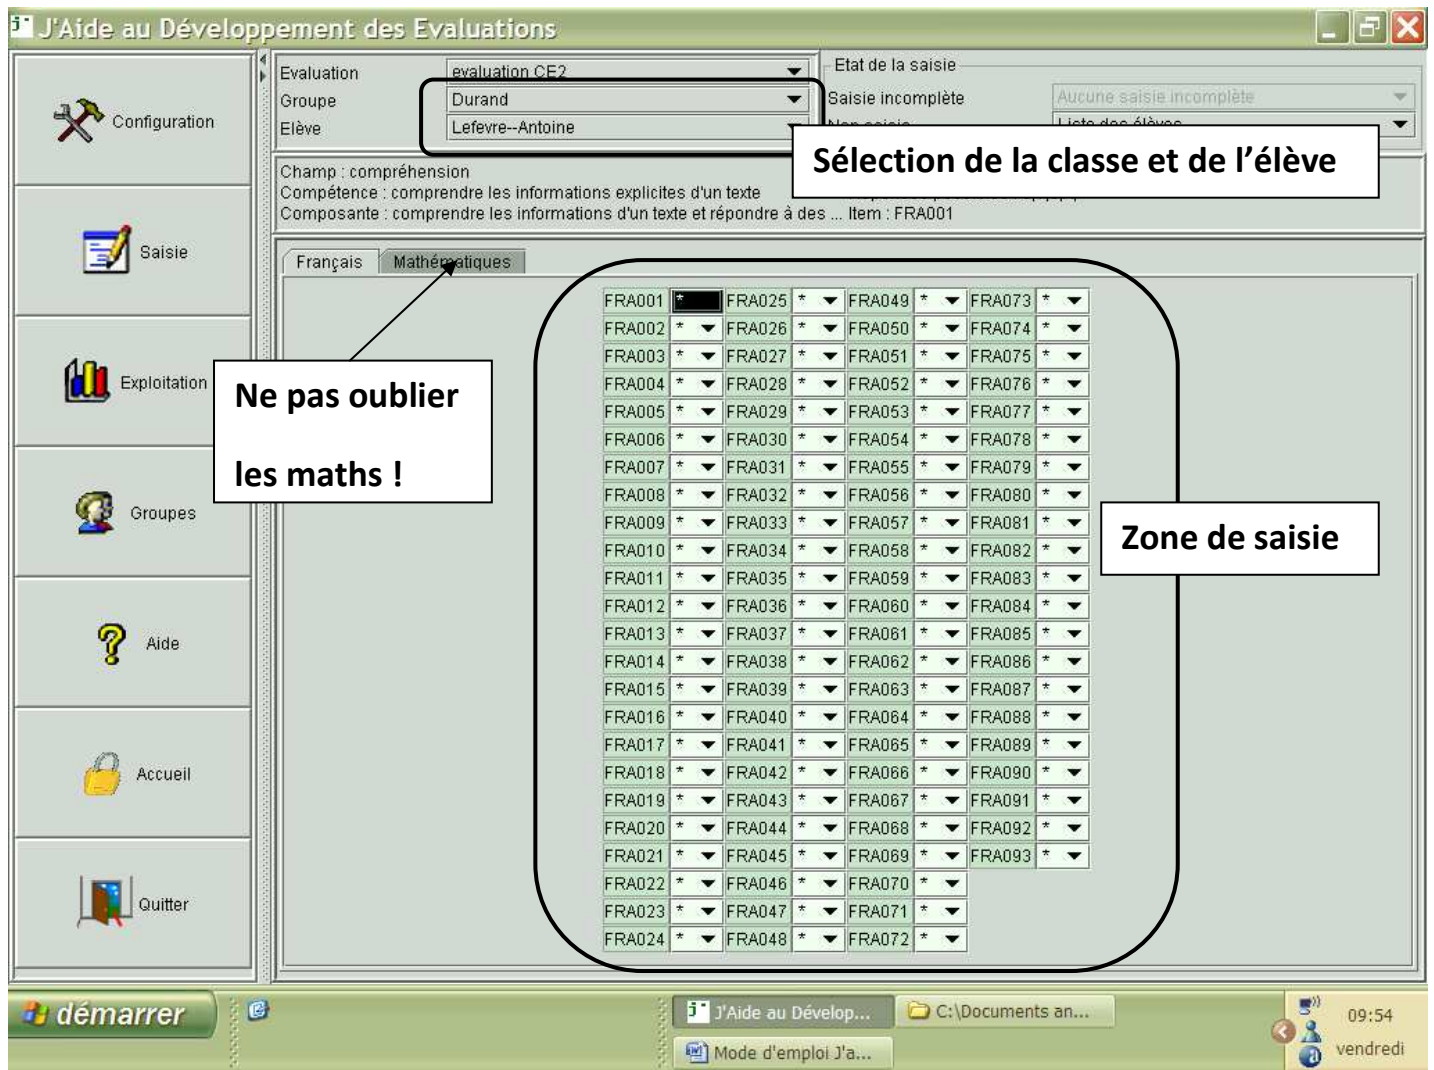 J'Aide au Développement des Evaluations
Configuration
Saisie
Exploitation
Groupes
Aide
Accueil
Quitter
Evaluation evaluation CE2
Groupe Durand
Elève Lefevre--Antoine
Etat de la saisie
Saisie incomplète Aucune saisie incomplète
Non saisie Liste des élèves
Sélection de la classe et de l’élève
Champ : compréhension
Compétence : comprendre les informations explicites d'un texte
Composante : comprendre les informations d'un texte et répondre à des ... Item : FRA001
Français Mathématiques
Ne pas oublier
les maths !
Zone de saisie
FRA001 * FRA025 * FRA049 * FRA073 *
FRA002 * FRA026 * FRA050 * FRA074 *
FRA003 * FRA027 * FRA051 * FRA075 *
FRA004 * FRA028 * FRA052 * FRA076 *
FRA005 * FRA029 * FRA053 * FRA077 *
FRA006 * FRA030 * FRA054 * FRA078 *
FRA007 * FRA031 * FRA055 * FRA079 *
FRA008 * FRA032 * FRA056 * FRA080 *
FRA009 * FRA033 * FRA057 * FRA081 *
FRA010 * FRA034 * FRA058 * FRA082 *
FRA011 * FRA035 * FRA059 * FRA083 *
FRA012 * FRA036 * FRA060 * FRA084 *
FRA013 * FRA037 * FRA061 * FRA085 *
FRA014 * FRA038 * FRA062 * FRA086 *
FRA015 * FRA039 * FRA063 * FRA087 *
FRA016 * FRA040 * FRA064 * FRA088 *
FRA017 * FRA041 * FRA065 * FRA089 *
FRA018 * FRA042 * FRA066 * FRA090 *
FRA019 * FRA043 * FRA067 * FRA091 *
FRA020 * FRA044 * FRA068 * FRA092 *
FRA021 * FRA045 * FRA069 * FRA093 *
FRA022 * FRA046 * FRA070 *
FRA023 * FRA047 * FRA071 *
FRA024 * FRA048 * FRA072 *
démarrer
J'Aide au Dévelop...
C:\Documents an...
Mode d'emploi J'a...
09:54
vendredi